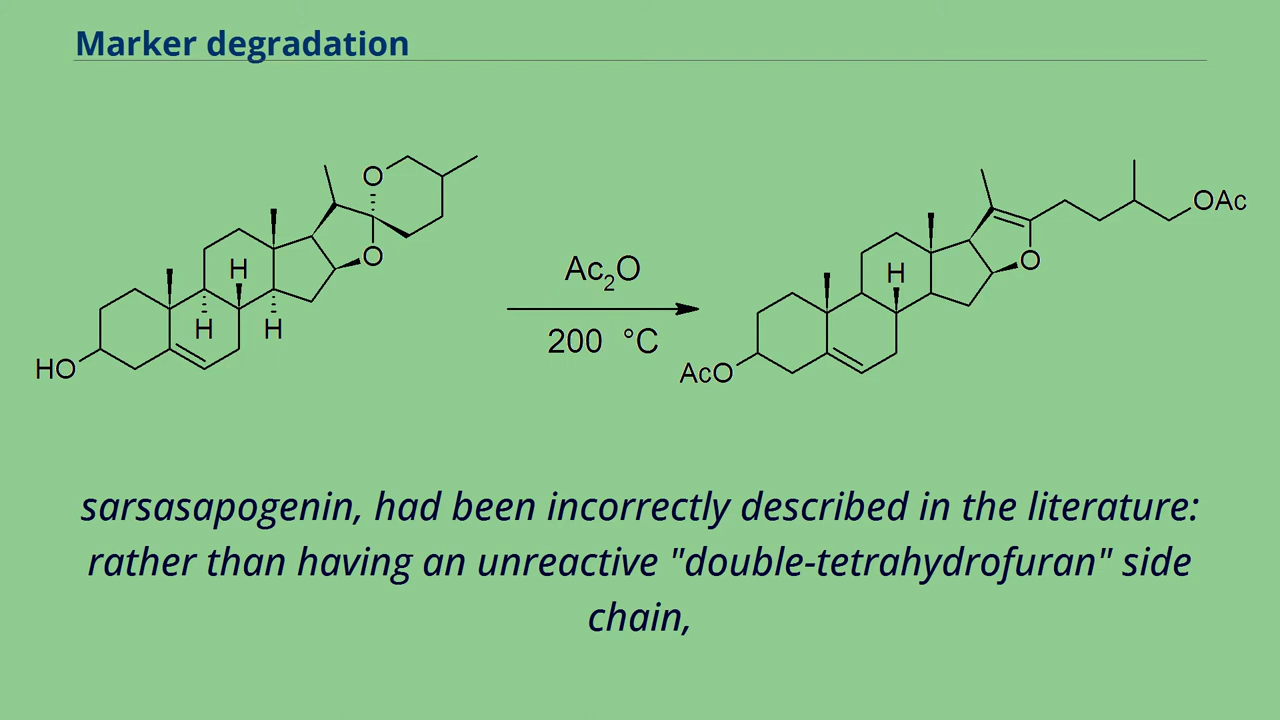 Marker degradation
O
H
O
H
H
HO
Ac2O
200 °C
OAc
O
H
AcO
sarsasapogenin, had been incorrectly described in the literature:
rather than having an unreactive "double-tetrahydrofuran" side
chain,